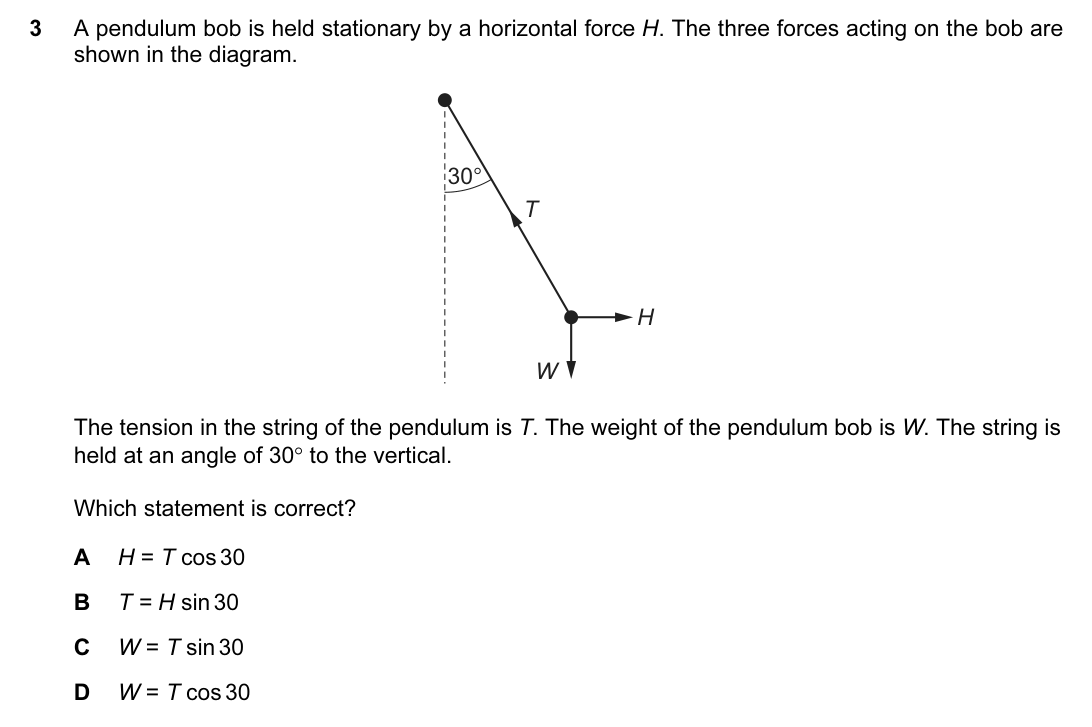 3 A pendulum bob is held stationary by a horizontal force H. The three forces acting on the bob are
shown in the diagram.
30°
T
H
W
The tension in the string of the pendulum is T. The weight of the pendulum bob is W. The string is
held at an angle of 30° to the vertical.
Which statement is correct?
A H = T cos 30
B T = H sin 30
C W = T sin 30
D W = T cos 30